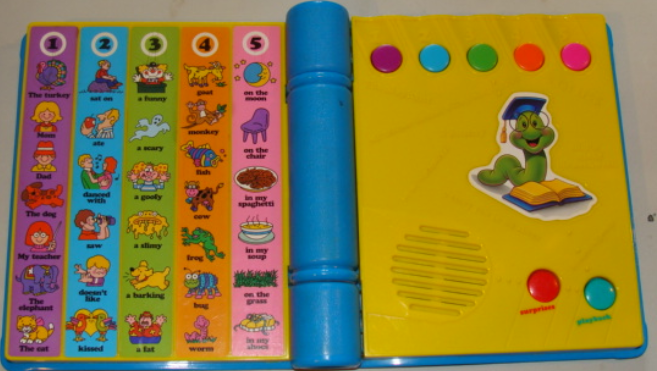 1
The turkey
Mom
Dad
The dog
My teacher
The
elephant
The cat
2
sat on
ate
danced
with
saw
doesn't
like
kissed
3
a funny
a scary
a goofy
a slimy
a barking
a fat
4
goat
monkey
fish
cow
frog
bug
worm
5
on the
moon
on the
chair
in my
spaghetti
in my
soup
on the
grass
in my
surprises
playback